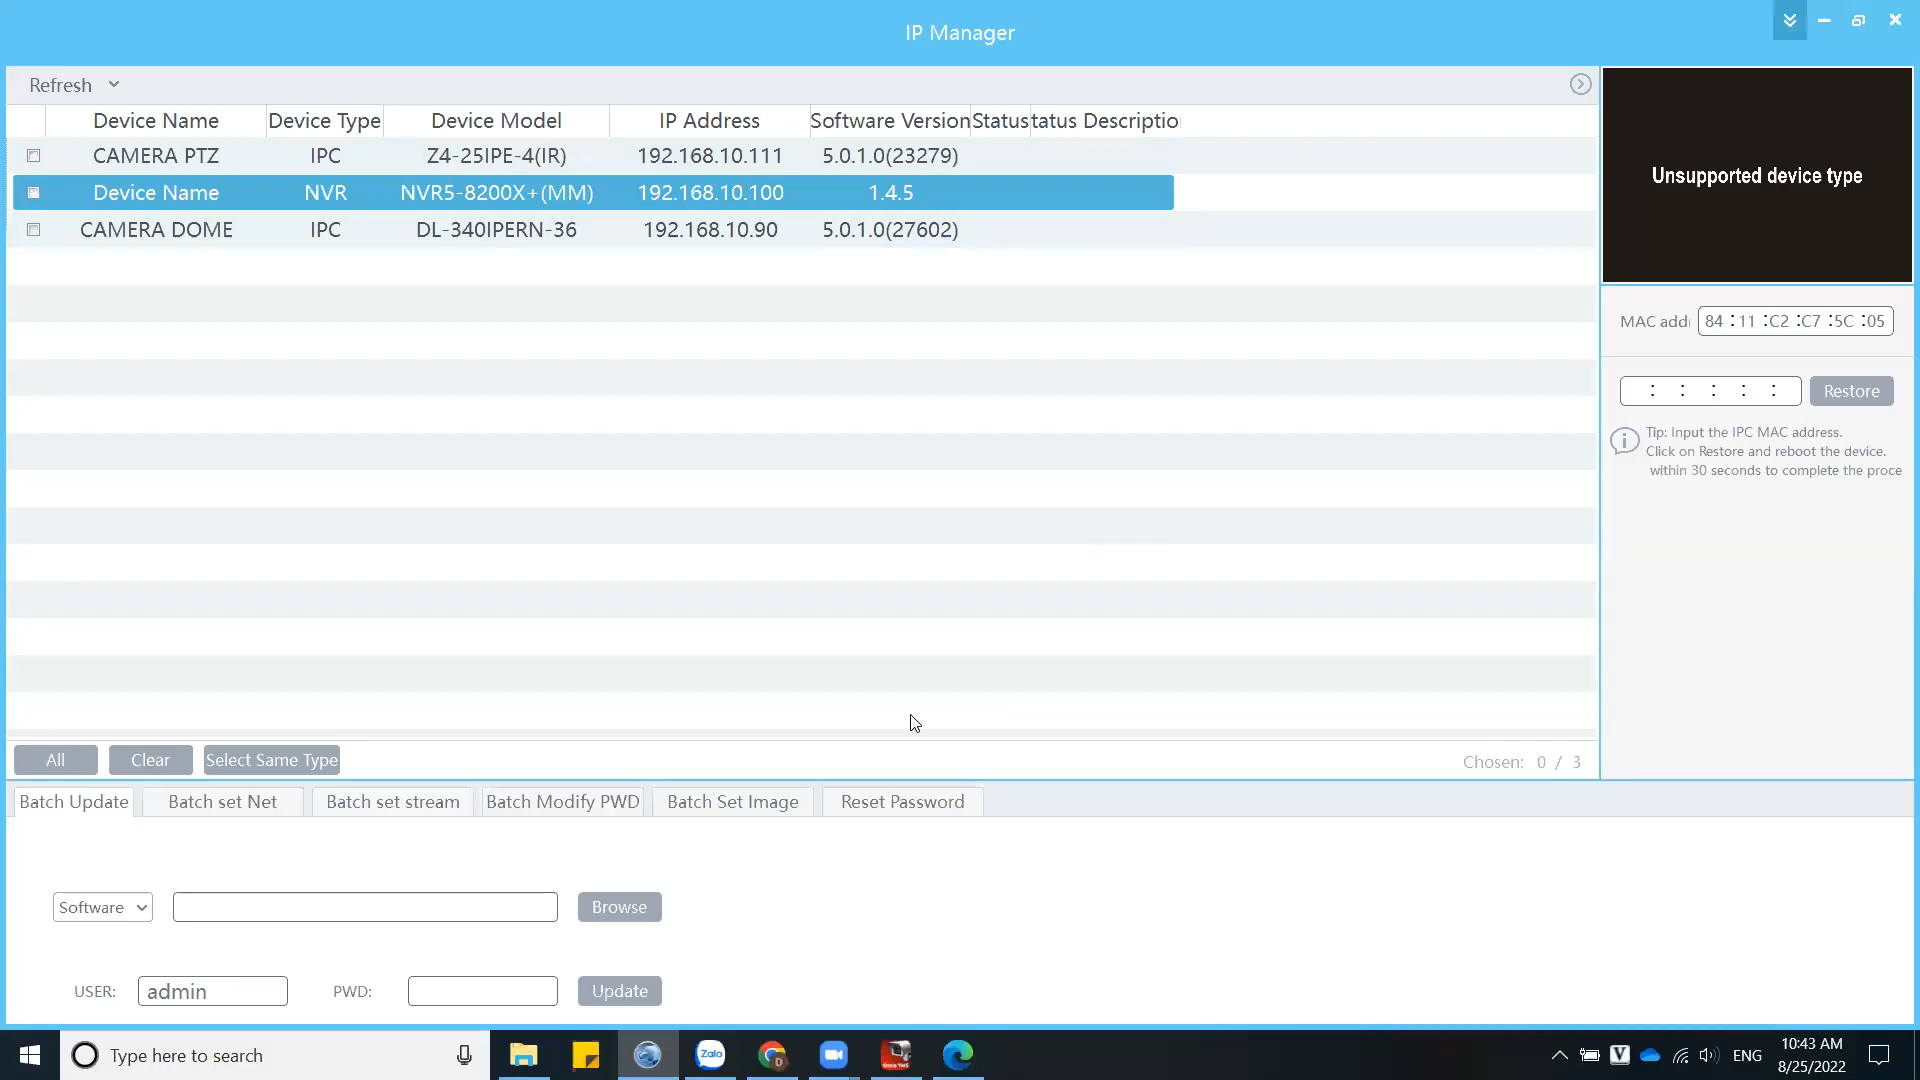 IP Manager
Refresh
Device Name Device Type Device Model IP Address Software Version Status tatus Descriptio
CAMERA PTZ IPC Z4-25IPE-4(IR) 192.168.10.111 5.0.1.0(23279)
Device Name NVR NVR5-8200X+(MM) 192.168.10.100 1.4.5
CAMERA DOME IPC DL-340IPERN-36 192.168.10.90 5.0.1.0(27602)
Unsupported device type
MAC add 84 : 11 : C2 : C7 : 5C : 05
: : : : : Restore
Tip: Input the IPC MAC address.
Click on Restore and reboot the device.
within 30 seconds to complete the proce
All Clear Select Same Type Chosen: 0 / 3
Batch Update Batch set Net Batch set stream Batch Modify PWD Batch Set Image Reset Password
Software Browse
USER: admin PWD: Update
Type here to search
Zalo
D
V
ENG
10:43 AM
8/25/2022